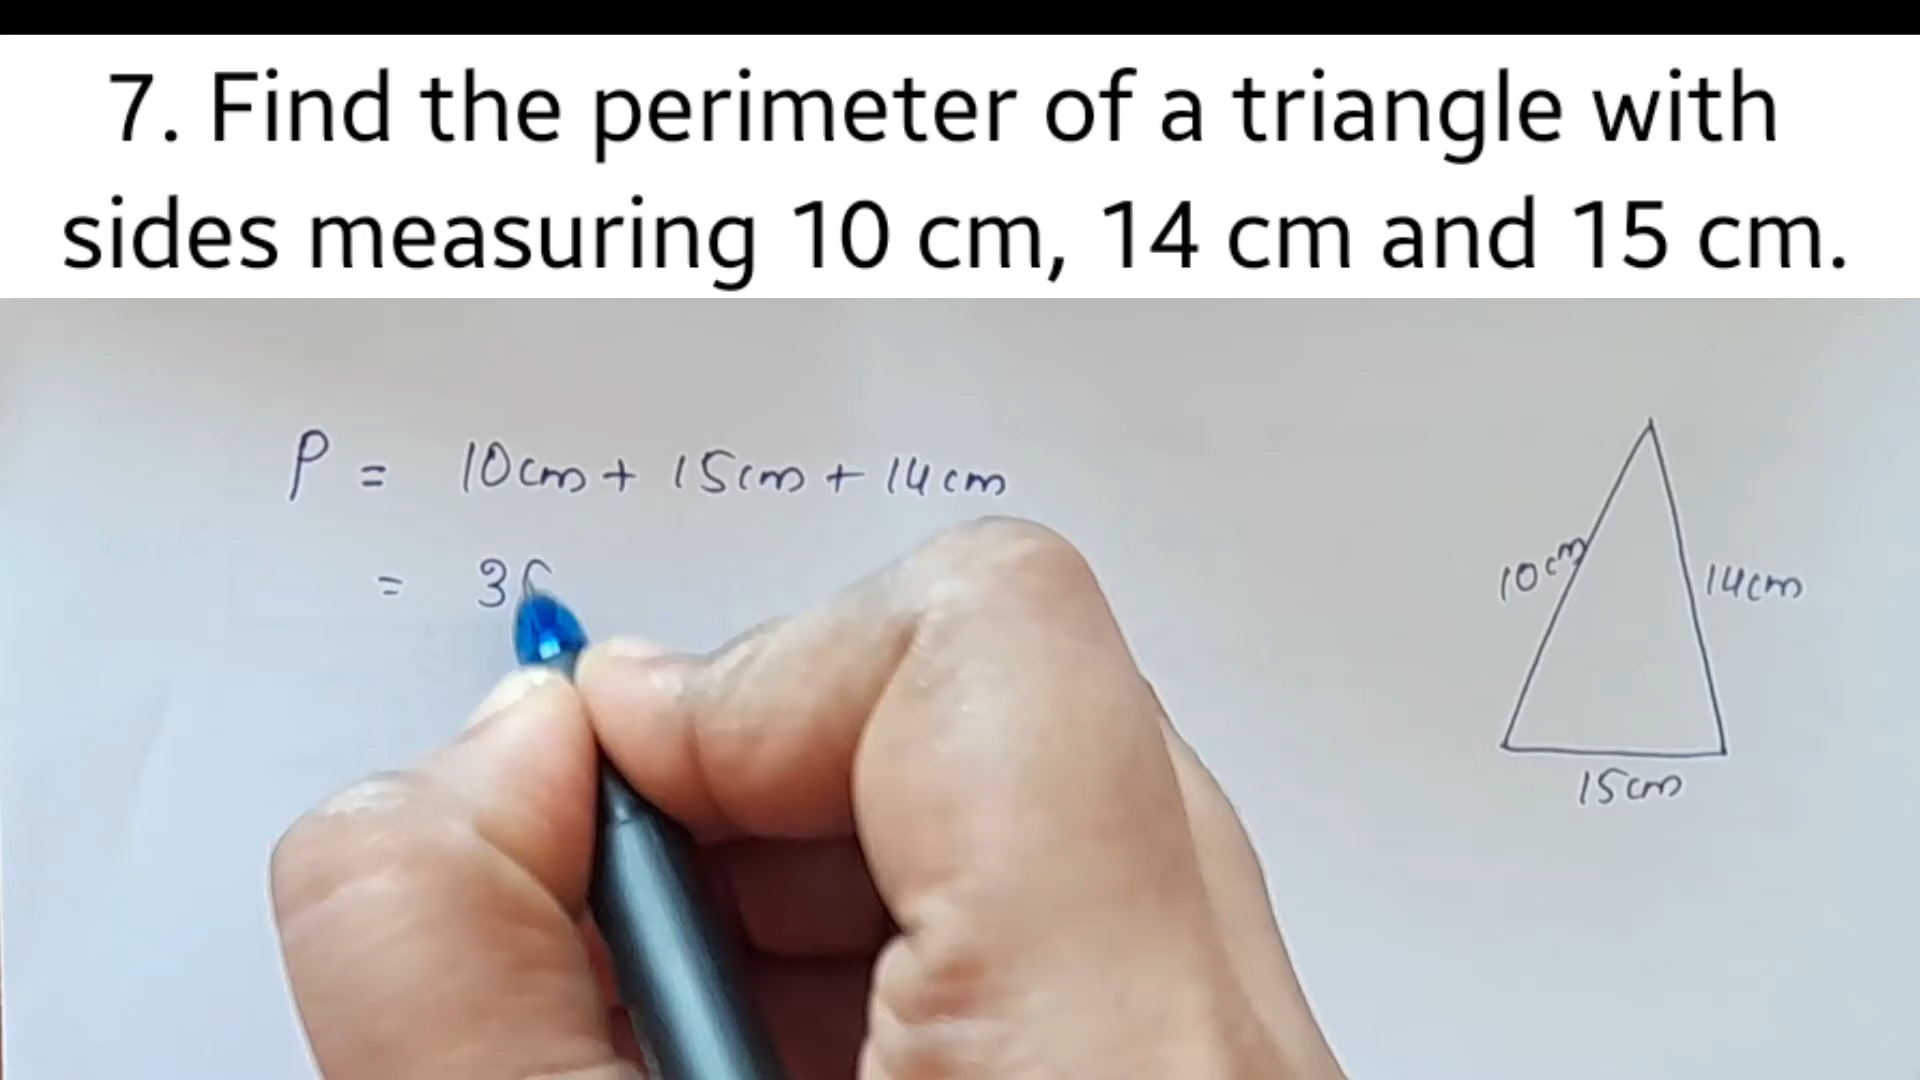 7. Find the perimeter of a triangle with
sides measuring 10 cm, 14 cm and 15 cm.
P = 10cm + 15cm + 14cm
= 3
10cm
14cm
15cm